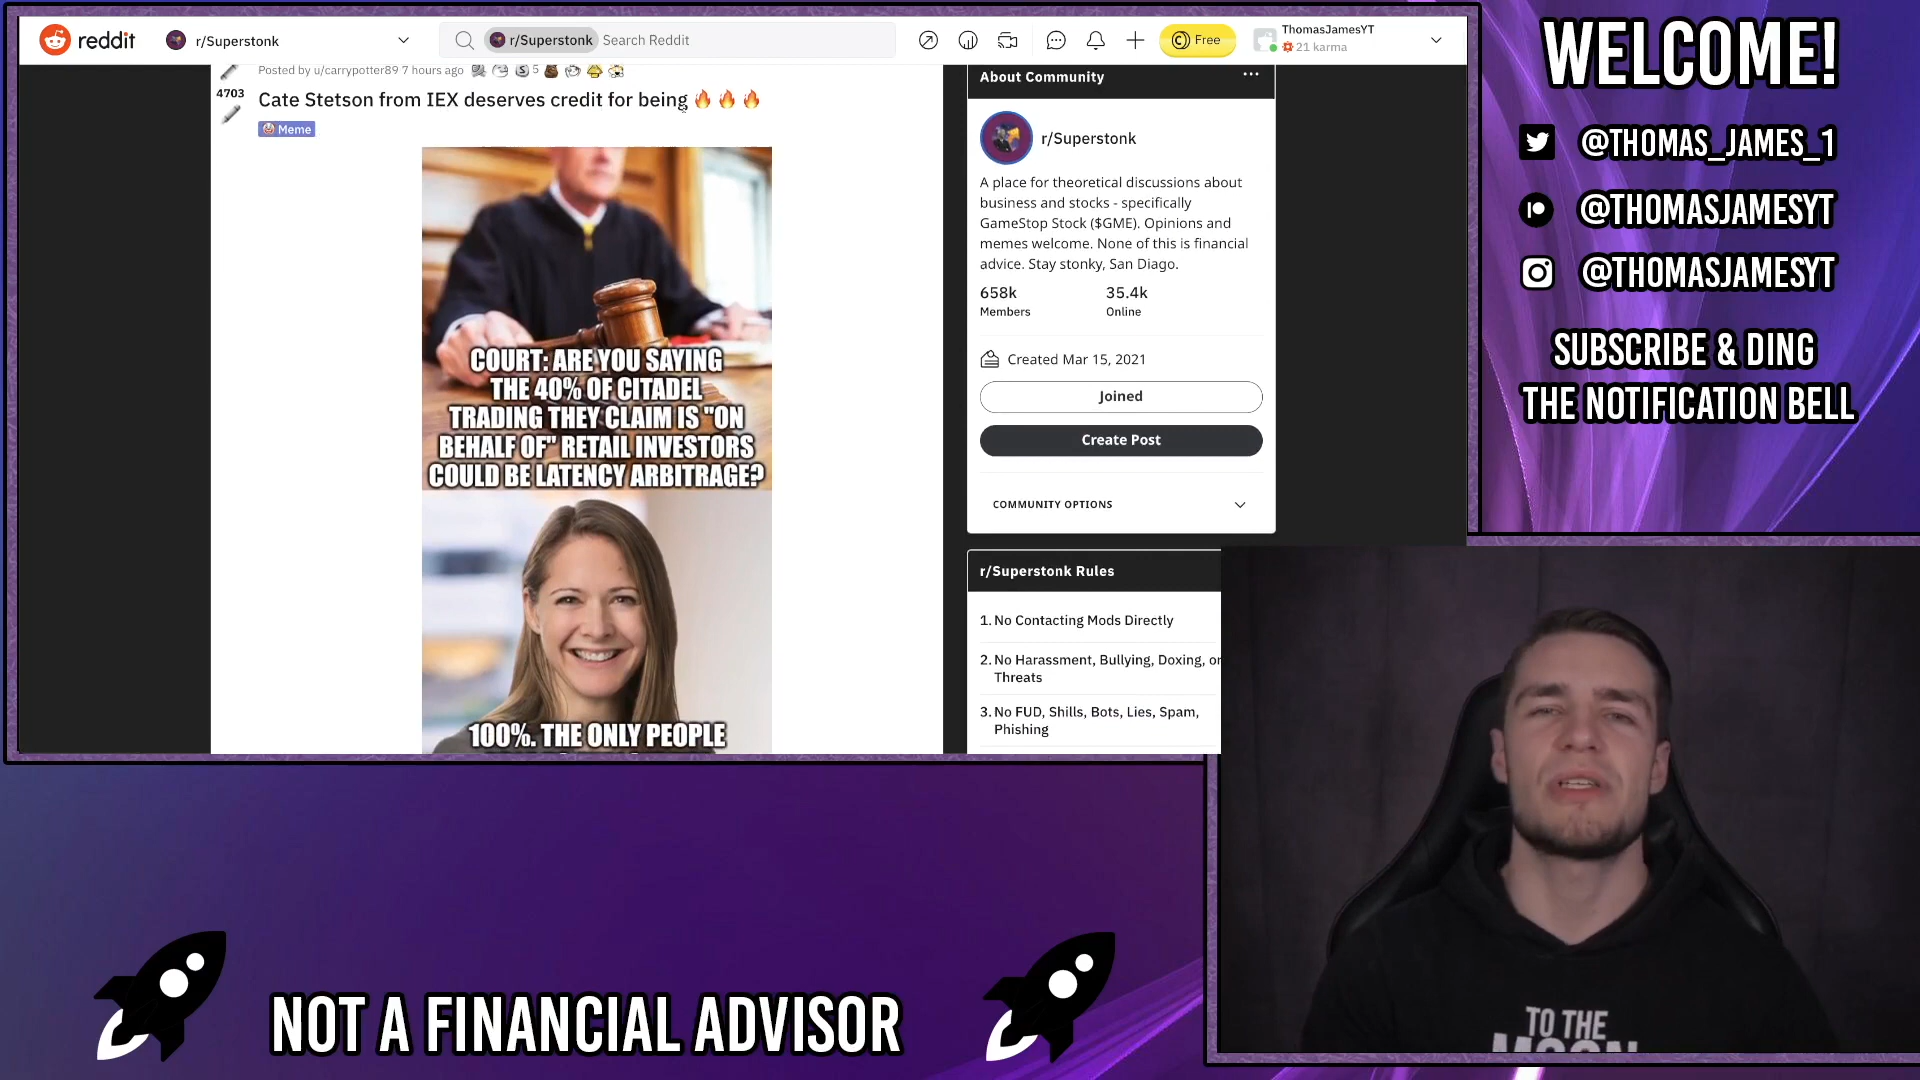 reddit
r/Superstonk
r/Superstonk Search Reddit
Free
ThomasJamesYT
21 karma
Posted by u/carrypotter89 7 hours ago
5
4703
Cate Stetson from IEX deserves credit for being 🔥 🔥 🔥
Meme
COURT: ARE YOU SAYING
THE 40% OF CITADEL
TRADING THEY CLAIM IS "ON
BEHALF OF" RETAIL INVESTORS
COULD BE LATENCY ARBITRAGE?
100%. THE ONLY PEOPLE
About Community
r/Superstonk
A place for theoretical discussions about
business and stocks - specifically
GameStop Stock ($GME). Opinions and
memes welcome. None of this is financial
advice. Stay stonky, San Diago.
658k
Members
35.4k
Online
Created Mar 15, 2021
Joined
Create Post
COMMUNITY OPTIONS
r/Superstonk Rules
1. No Contacting Mods Directly
2. No Harassment, Bullying, Doxing, or
Threats
3. No FUD, Shills, Bots, Lies, Spam,
Phishing
WELCOME!
@THOMAS_JAMES_1
@THOMASJAMESYT
@THOMASJAMESYT
SUBSCRIBE & DING
THE NOTIFICATION BELL
TO THE
MOON
NOT A FINANCIAL ADVISOR